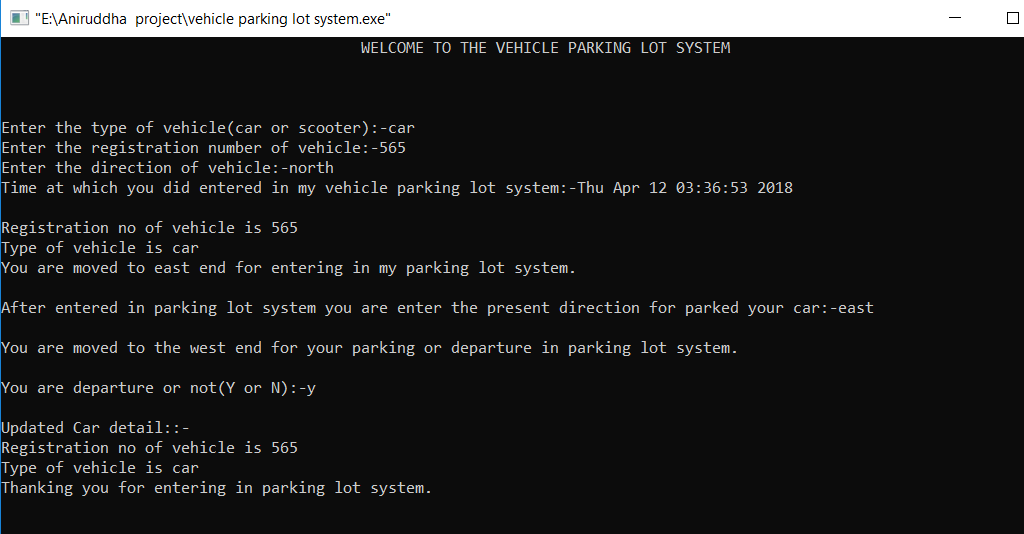 "E:\Aniruddha  project\vehicle parking lot system.exe"
WELCOME TO THE VEHICLE PARKING LOT SYSTEM
Enter the type of vehicle(car or scooter):-car
Enter the registration number of vehicle:-565
Enter the direction of vehicle:-north
Time at which you did entered in my vehicle parking lot system:-Thu Apr 12 03:36:53 2018
Registration no of vehicle is 565
Type of vehicle is car
You are moved to east end for entering in my parking lot system.
After entered in parking lot system you are enter the present direction for parked your car:-east
You are moved to the west end for your parking or departure in parking lot system.
You are departure or not(Y or N):-y
Updated Car detail::-
Registration no of vehicle is 565
Type of vehicle is car
Thanking you for entering in parking lot system.